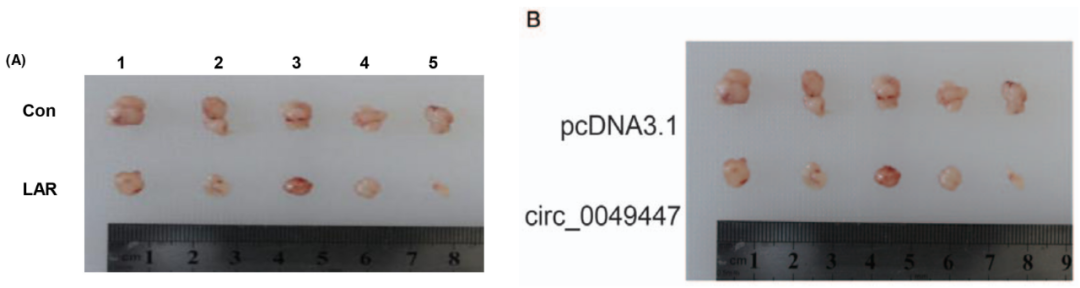 (A)
1 2 3 4 5
Con
LAR
cm 1 2 3 4 5 6 7 8
B
pcDNA3.1
circ_0049447
cm 1 2 3 4 5 6 7 8 9